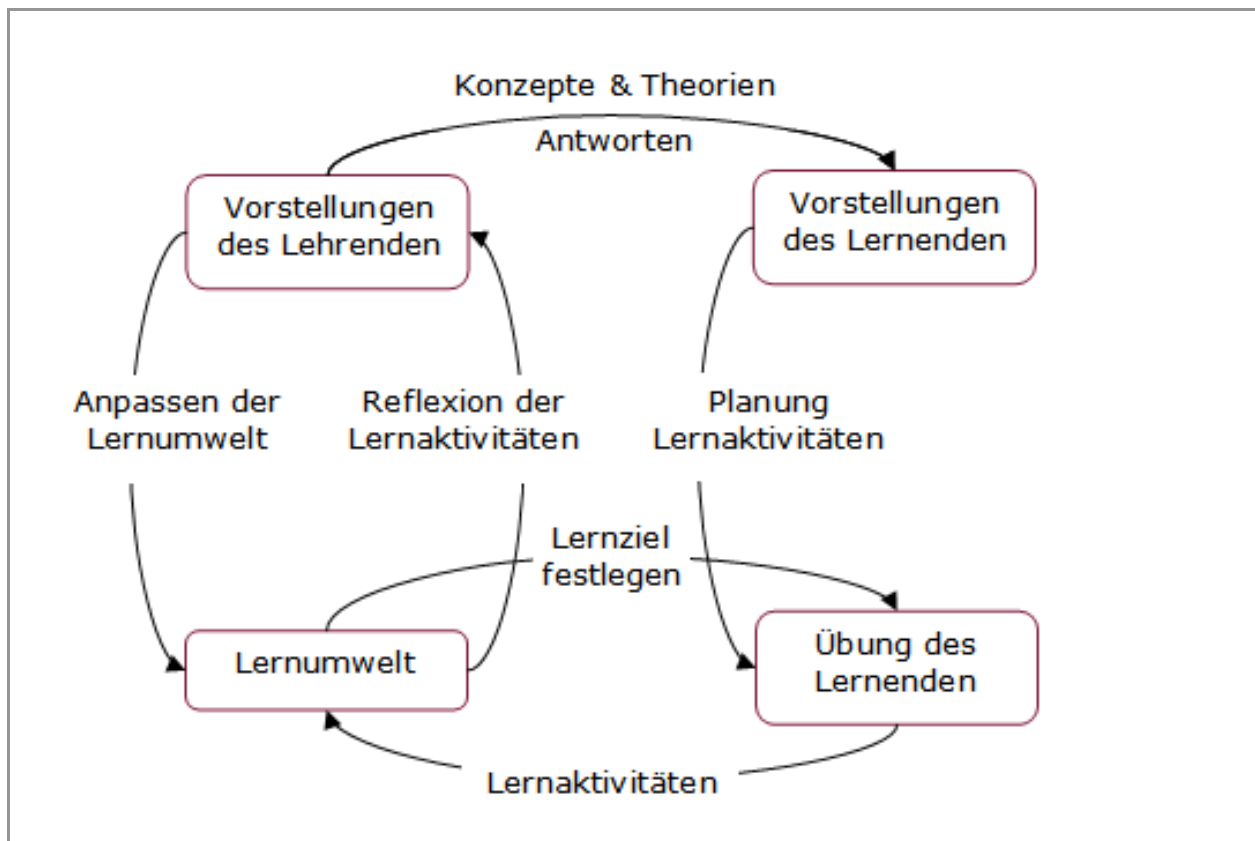 Konzepte & Theorien
Antworten
Vorstellungen
des Lehrenden
Vorstellungen
des Lernenden
Anpassen der
Lernumwelt
Reflexion der
Lernaktivitäten
Planung
Lernaktivitäten
Lernziel
festlegen
Lernumwelt
Übung des
Lernenden
Lernaktivitäten